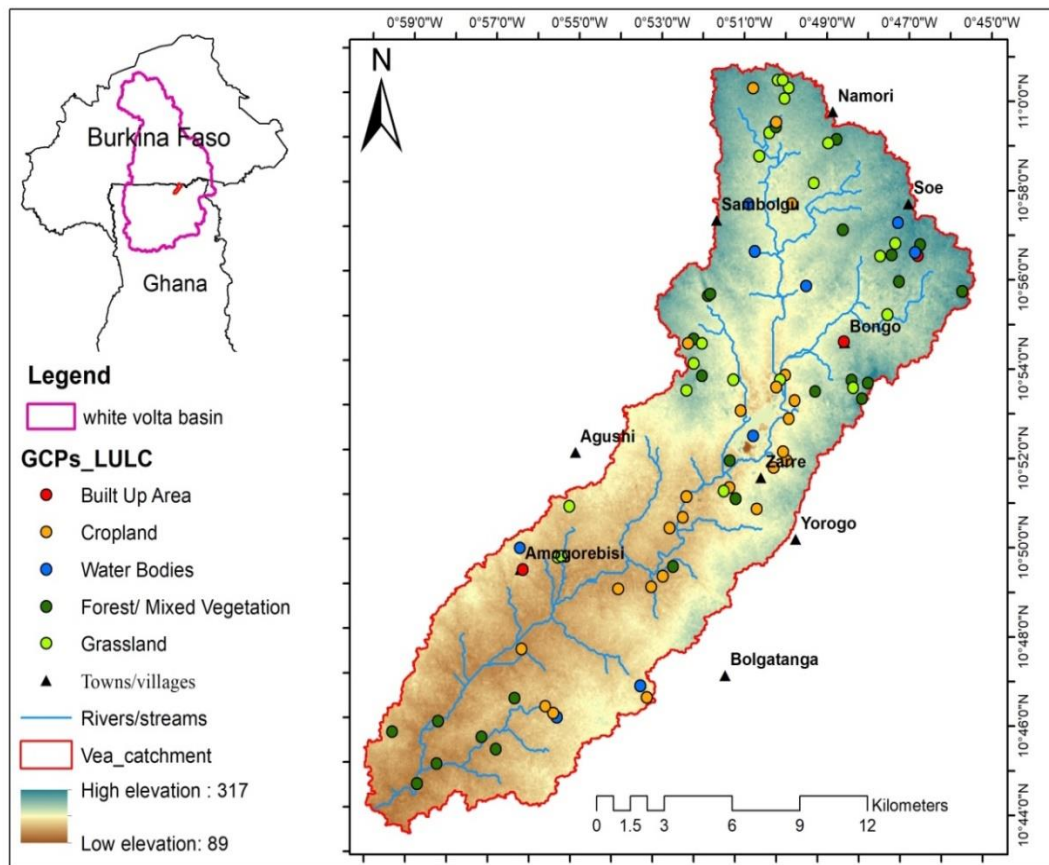 0°59'0"W 0°57'0"W 0°55'0"W 0°53'0"W 0°51'0"W 0°49'0"W 0°47'0"W 0°45'0"W
N
Burkina Faso
Ghana
Legend
white volta basin
GCPs_LULC
Built Up Area
Cropland
Water Bodies
Forest/ Mixed Vegetation
Grassland
Towns/villages
Rivers/streams
Vea_catchment
High elevation : 317
Low elevation: 89
Namori
Soe
Sambolgu
Bongo
Agushi
Zarre
Yorogo
Amogorebisi
Bolgatanga
Kilometers
0 1.5 3 6 9 12
11°0'0"N
10°58'0"N
10°56'0"N
10°54'0"N
10°52'0"N
10°50'0"N
10°48'0"N
10°46'0"N
10°44'0"N